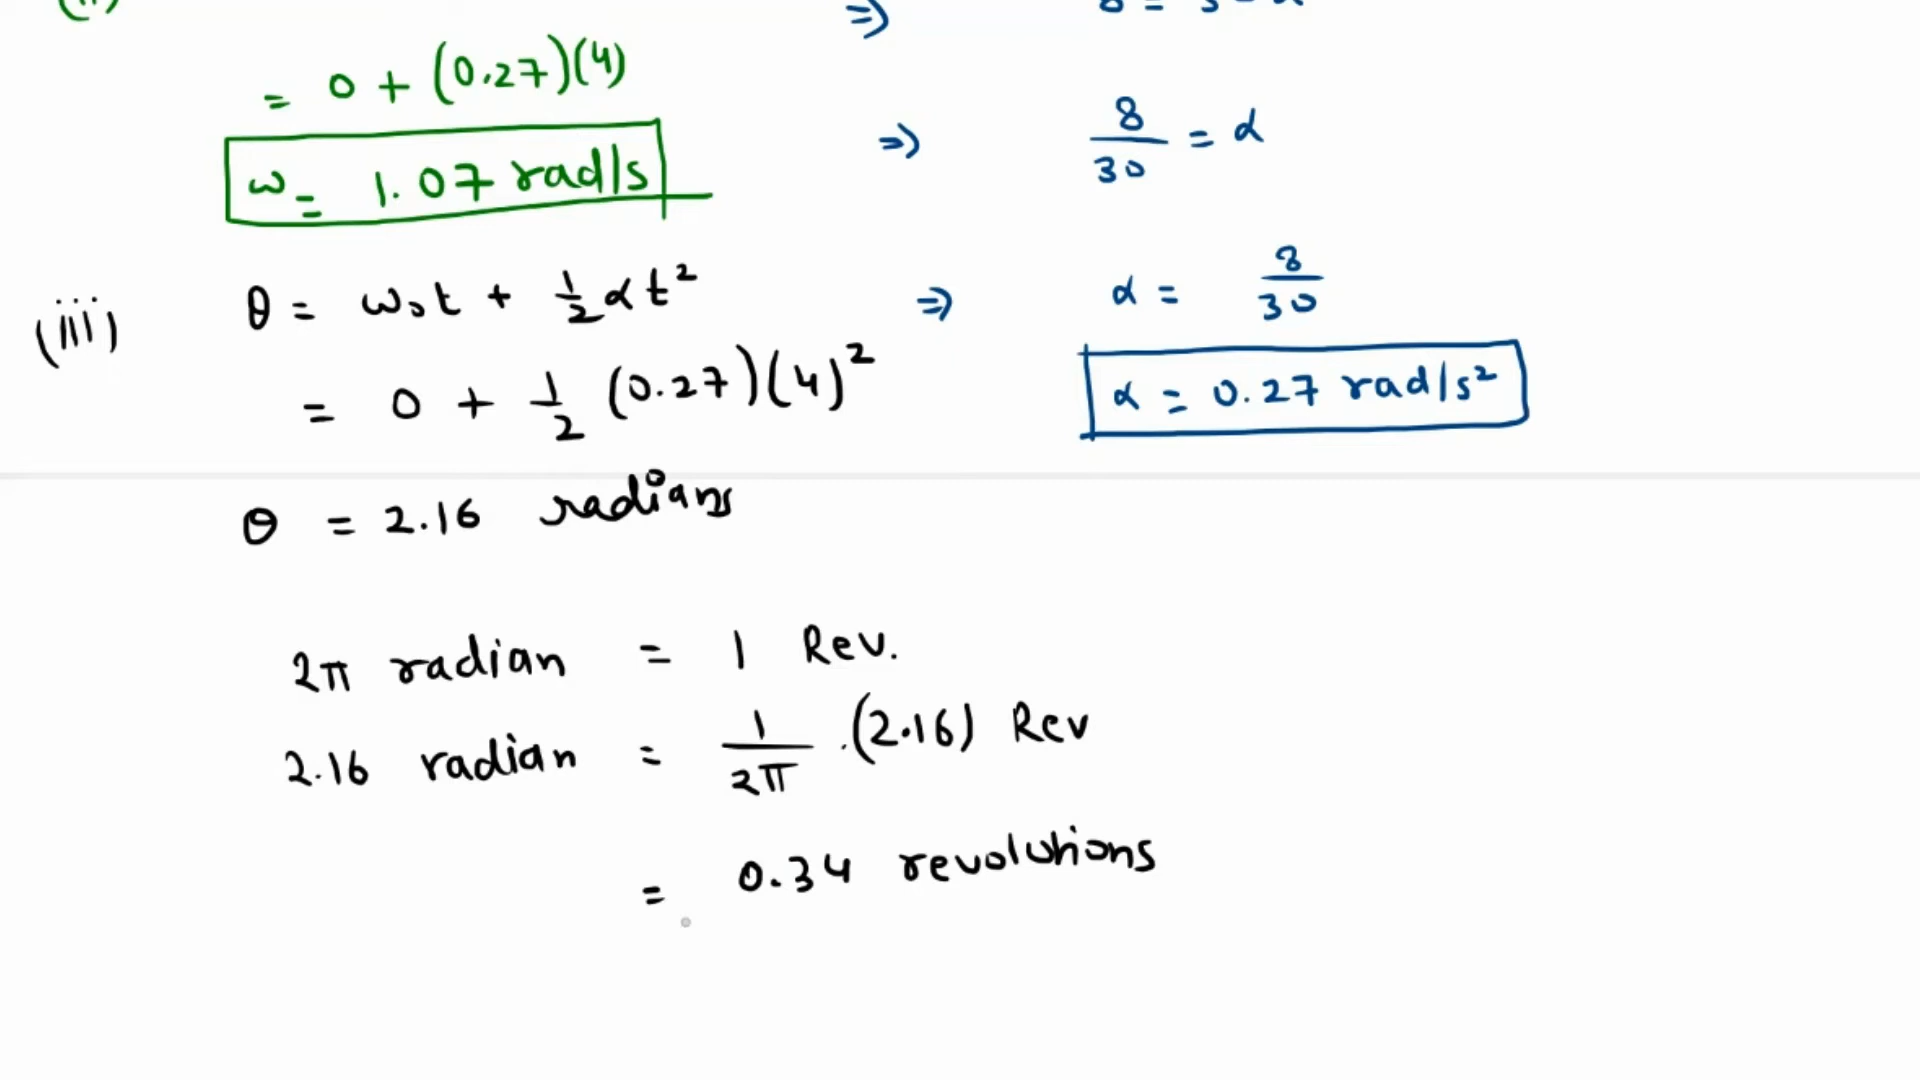 ⇒
= 0 + (0.27)(4)
ω = 1.07 rad/s
⇒ 8/30 = α
(iii) θ = ω₀t + ½αt²
⇒ α = 8/30
= 0 + ½ (0.27)(4)²
α = 0.27 rad/s²
θ = 2.16 radians
2π radian = 1 Rev.
2.16 radian = 1/2π .(2.16) Rev
= 0.34 revolutions